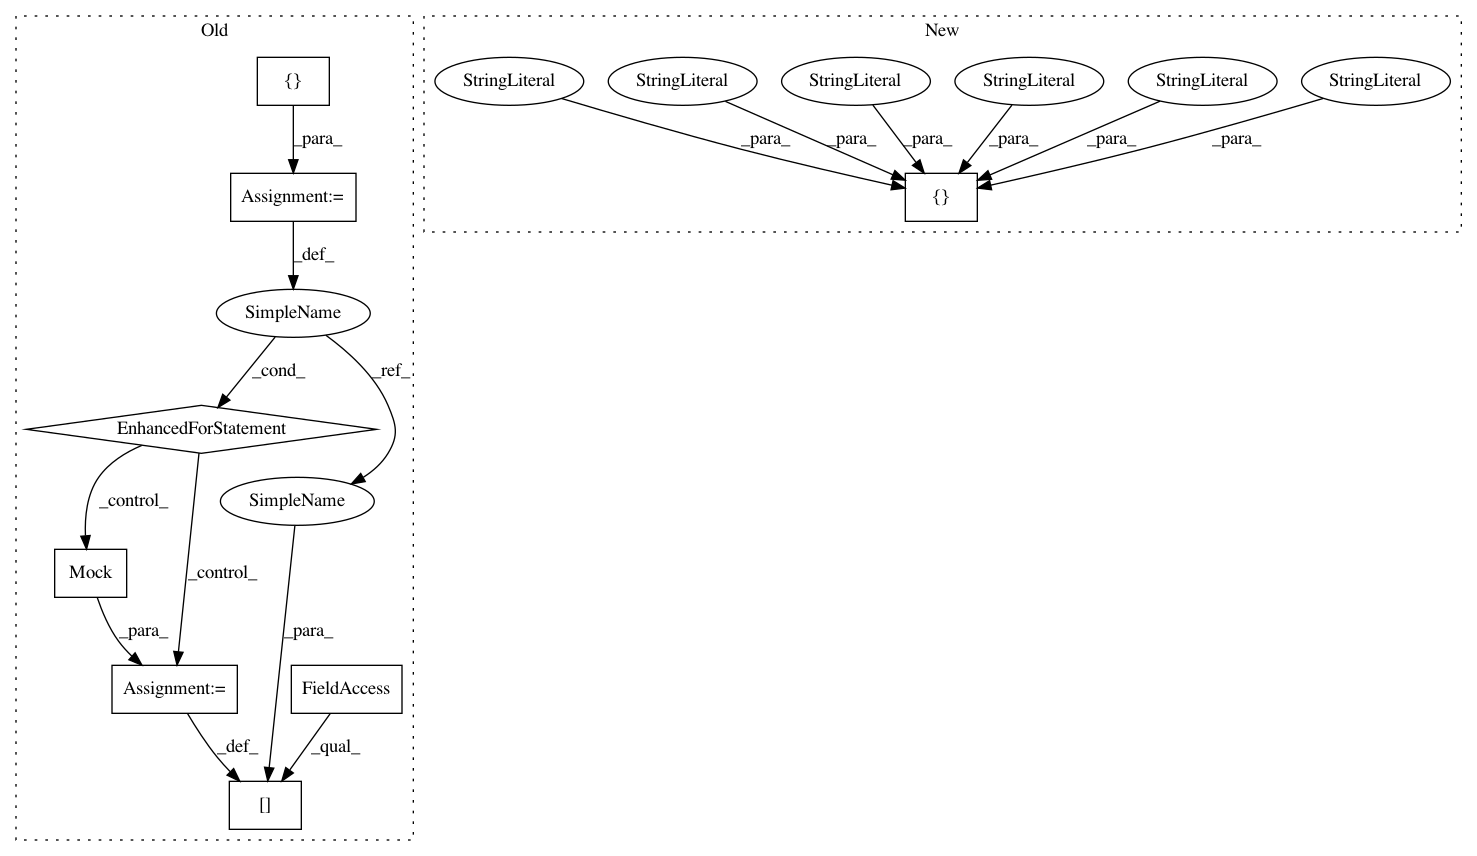 Old
New
{}
StringLiteral
StringLiteral
StringLiteral
StringLiteral
StringLiteral
StringLiteral
_para_
_para_
_para_
_para_
_para_
_para_
_para_
Assignment:=
{}
_def_
SimpleName
_cond_
_ref_
EnhancedForStatement
_control_
SimpleName
Mock
_control_
_para_
_para_
Assignment:=
FieldAccess
_def_
_qual_
[]